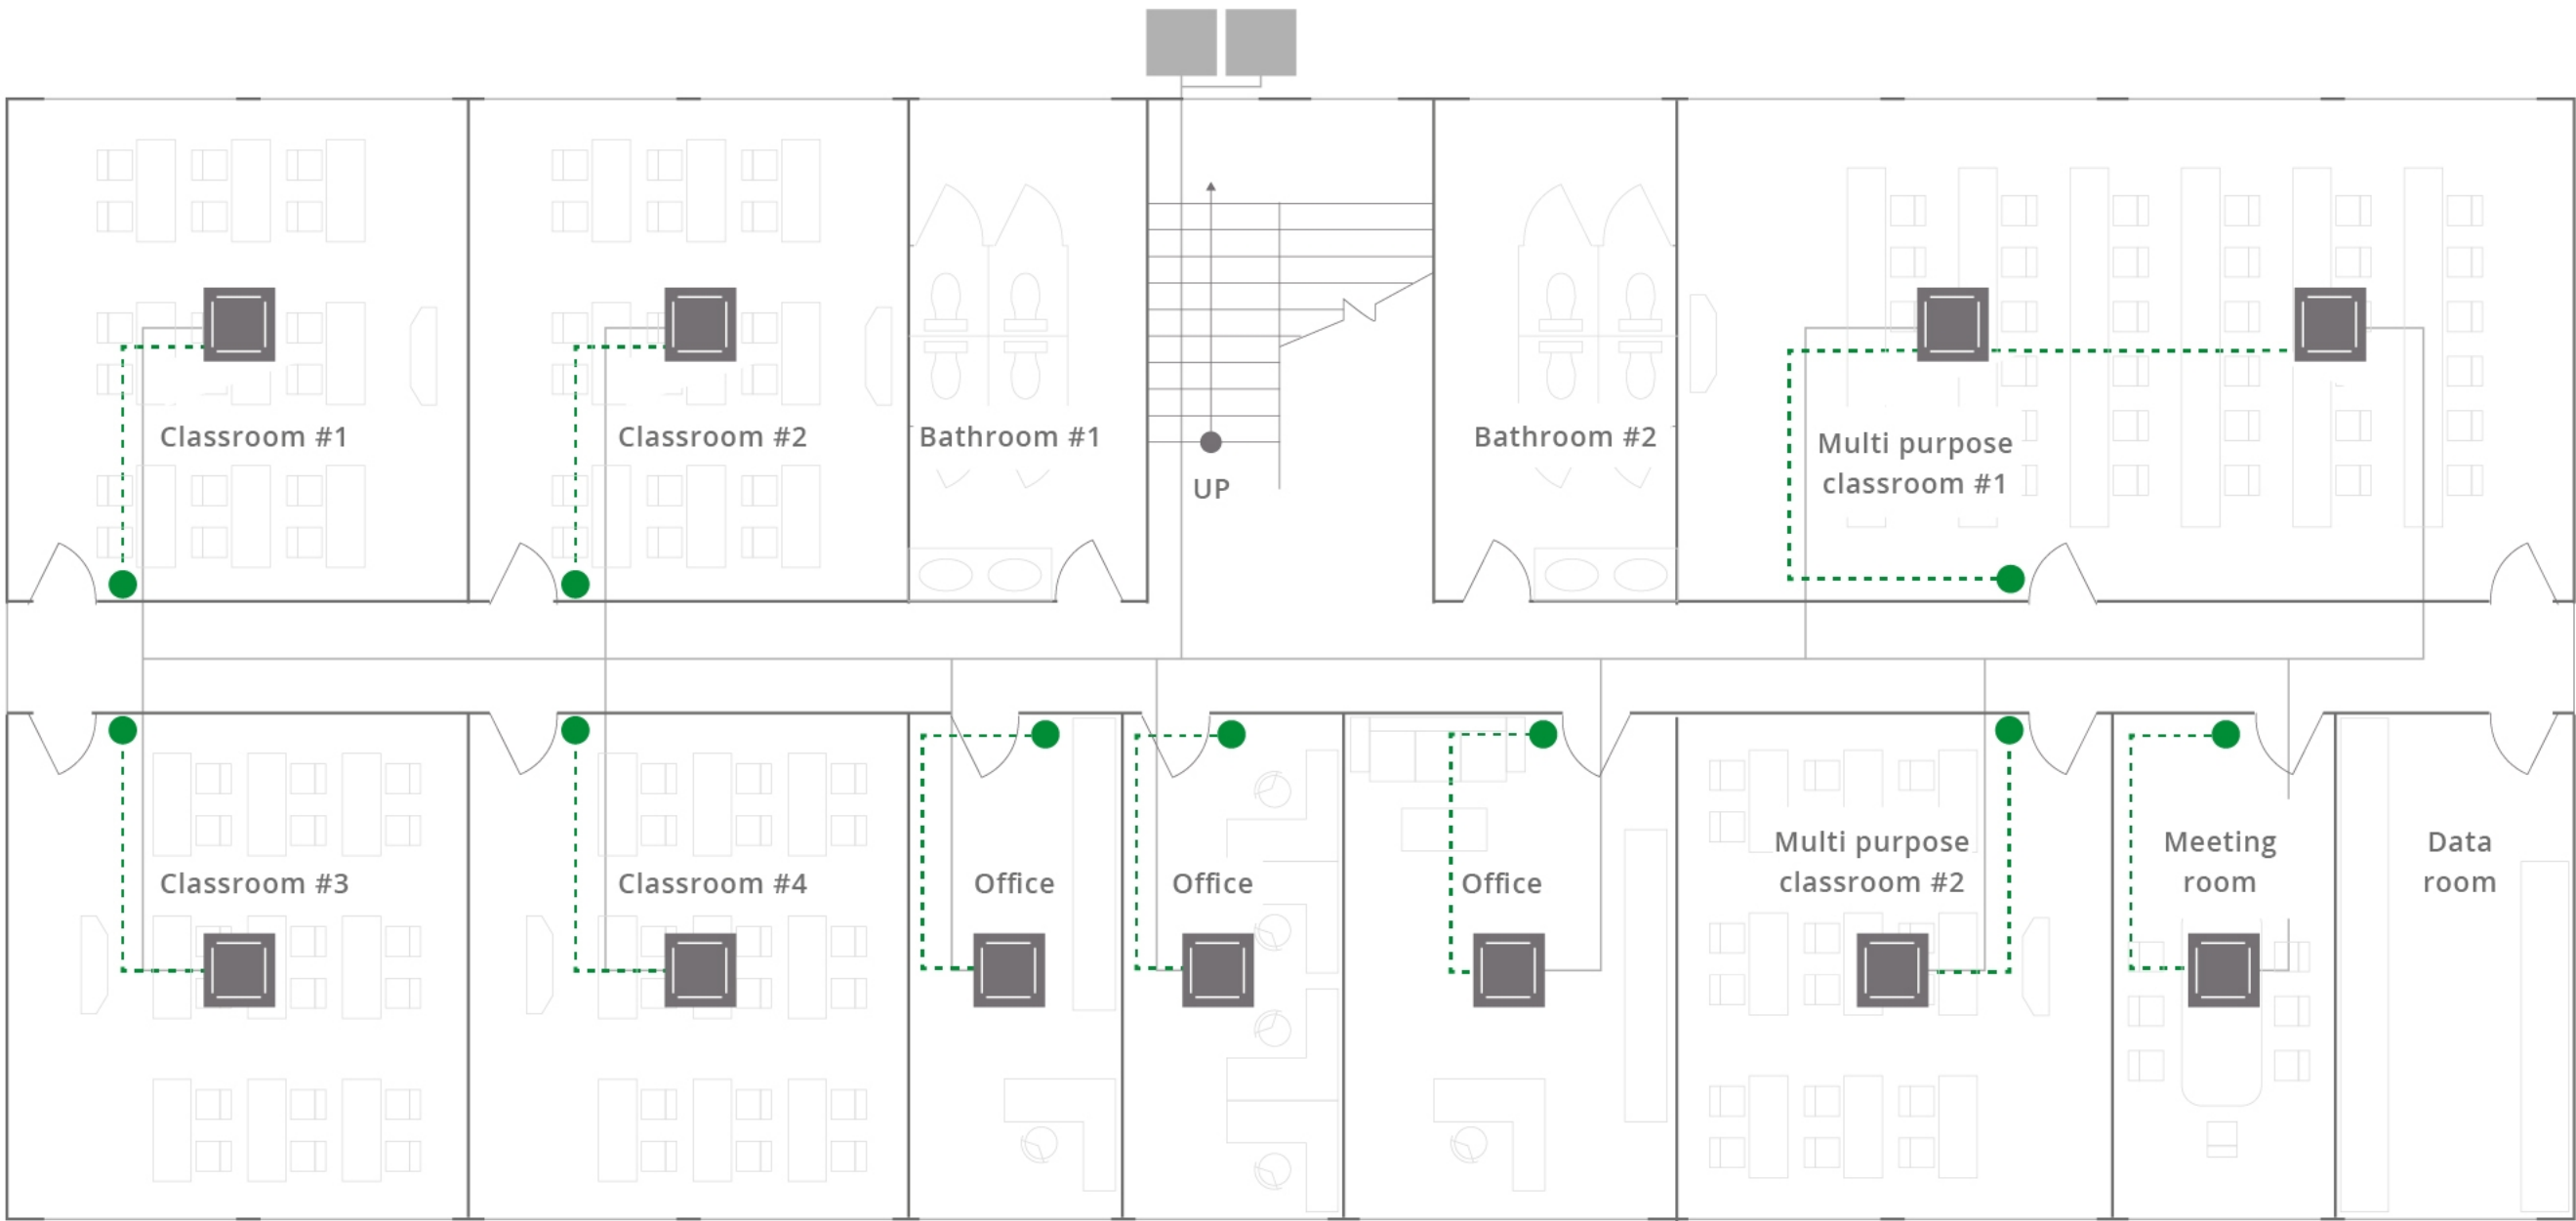 Classroom #1
Classroom #2
Bathroom #1
UP
Bathroom #2
Multi purpose
classroom #1
Classroom #3
Classroom #4
Office
Office
Office
Multi purpose
classroom #2
Meeting
room
Data
room